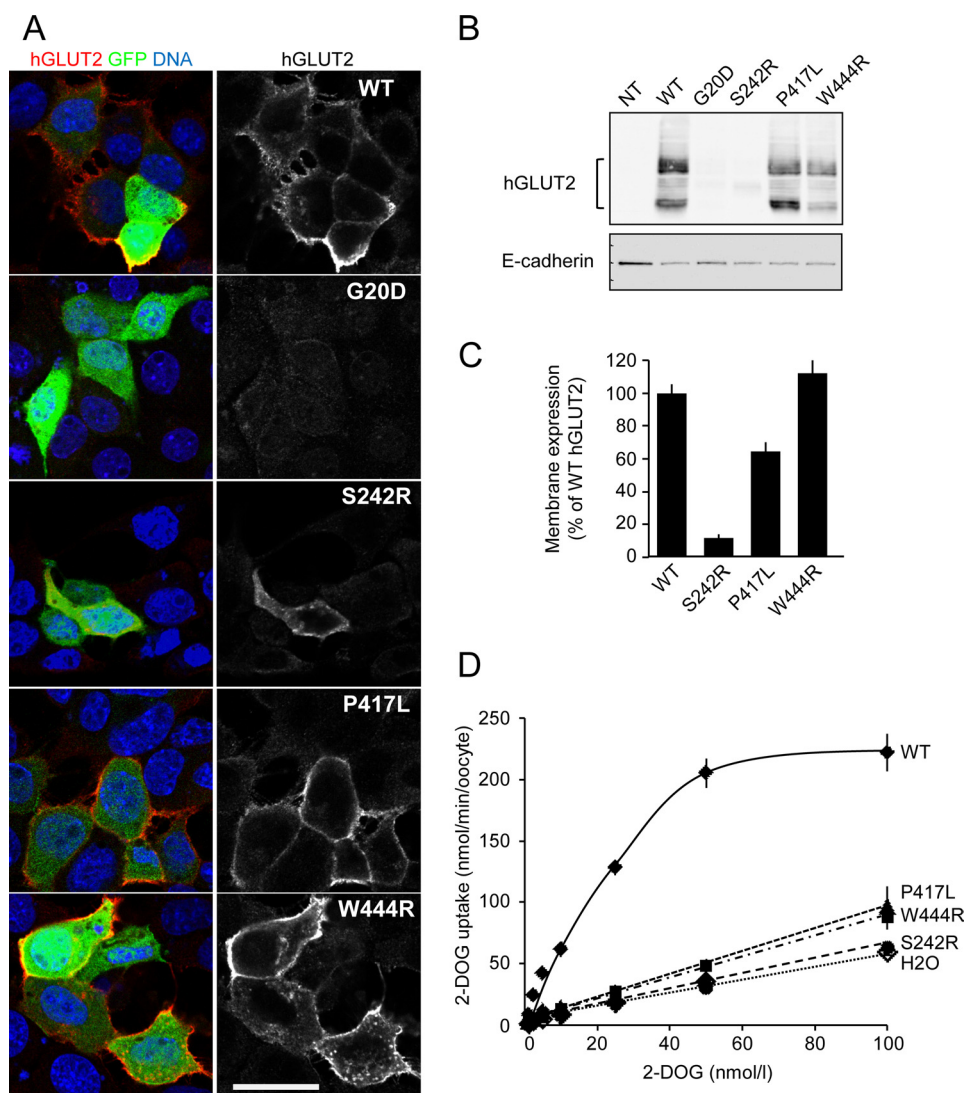 A
hGLUT2 GFP DNA
hGLUT2
WT
G20D
S242R
P417L
W444R
B
NT
WT
G20D
S242R
P417L
W444R
hGLUT2
E-cadherin
C
Membrane expression
(% of WT hGLUT2)
120
100
80
60
40
20
0
WT
S242R
P417L
W444R
D
2-DOG uptake (nmol/min/oocyte)
250
200
150
100
50
0
WT
P417L
W444R
S242R
H2O
0
20
40
60
80
100
2-DOG (nmol/l)